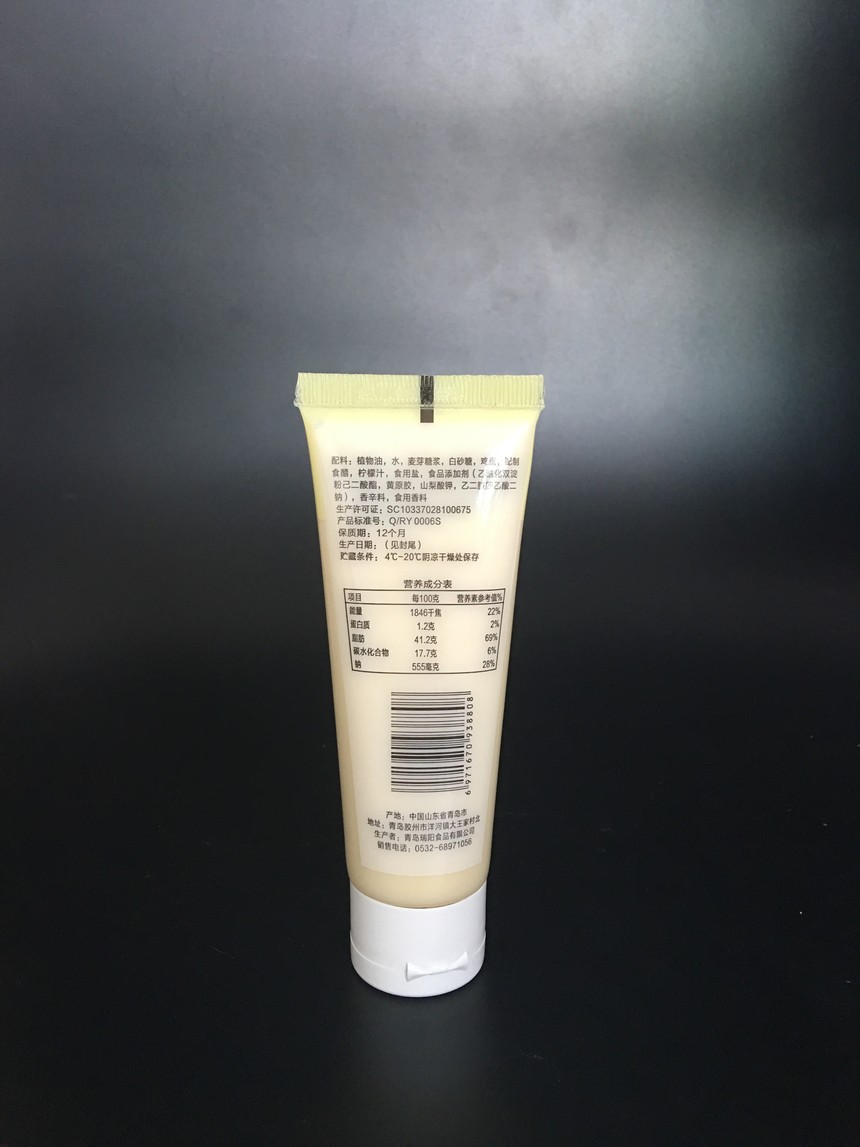 配料：植物油，水，麦芽糖浆，白砂糖，鸡蛋，配制
食醋，柠檬汁，食用盐，食品添加剂（乙酰化双淀
粉己二酸酯，黄原胶，山梨酸钾，乙二胺四乙酸二
钠），香辛料，食用香料
生产许可证：SC10337028100675
产品标准号：Q/RY 0006S
保质期：12个月
生产日期：（见封尾）
贮藏条件：4℃-20℃阴凉干燥处保存
营养成分表
项目 每100克 营养素参考值%
能量 1846千焦 22%
蛋白质 1.2克 2%
脂肪 41.2克 69%
碳水化合物 17.7克 6%
钠 555毫克 28%
6971670938808
产地：中国山东省青岛市
地址：青岛胶州市洋河镇大王家村北
生产者：青岛瑞阳食品有限公司
销售电话：0532-68971056